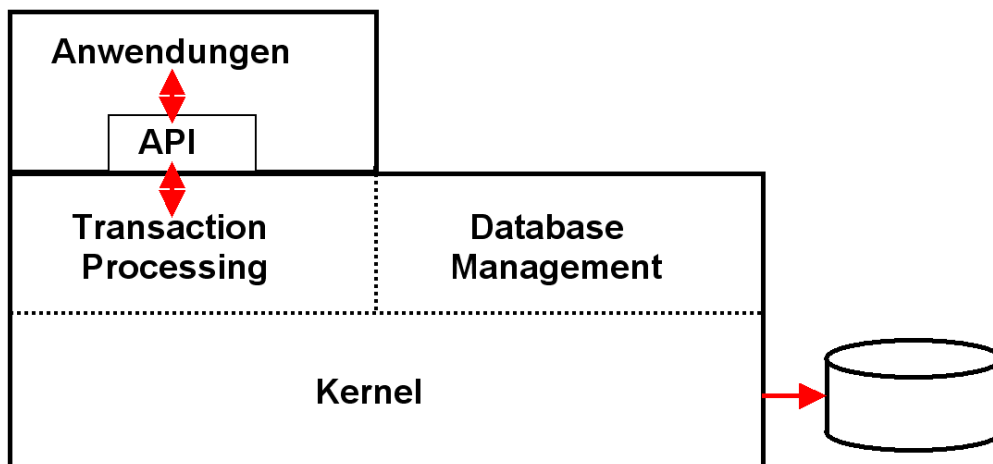 Anwendungen
API
Transaction
Processing
Database
Management
Kernel